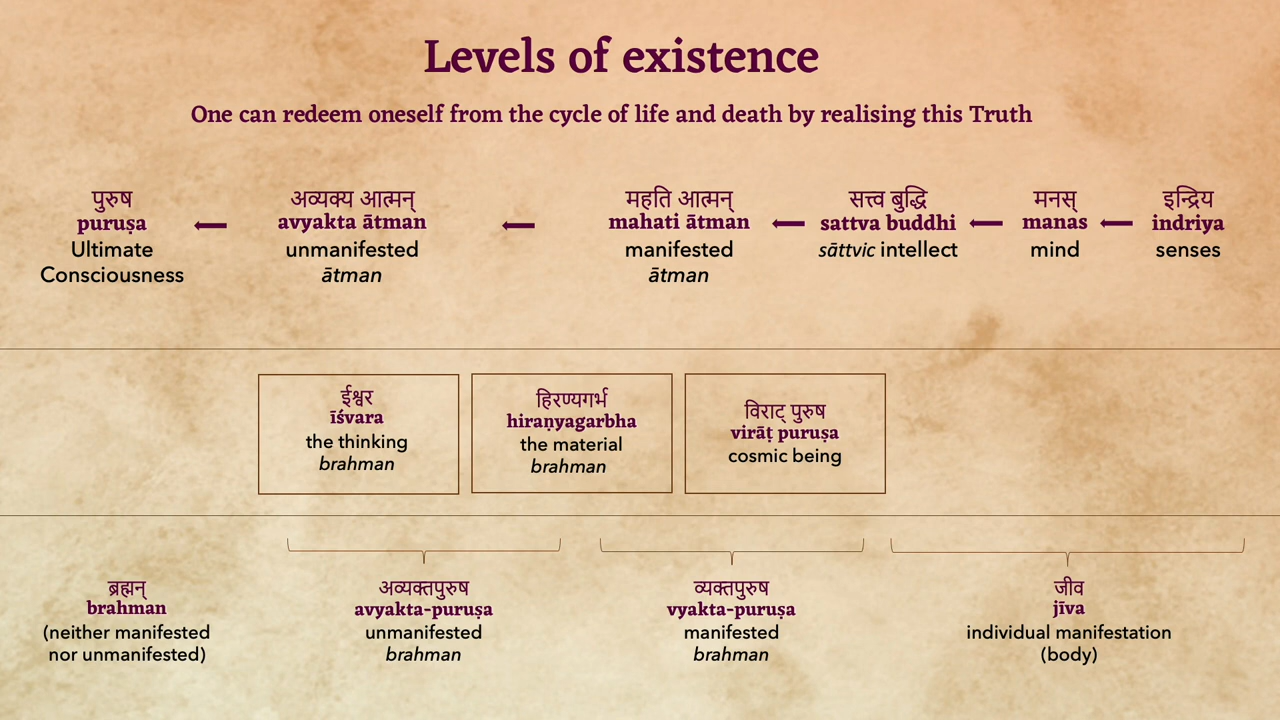 Levels of existence
One can redeem oneself from the cycle of life and death by realising this Truth
पुरुष
puruṣa
Ultimate
Consciousness
अव्यक्य आत्मन्
avyakta ātman
unmanifested
ātman
महति आत्मन्
mahati ātman
manifested
ātman
सत्त्व बुद्धि
sattva buddhi
sāttvic intellect
मनस्
manas
mind
इन्द्रिय
indriya
senses
ईश्वर
īśvara
the thinking
brahman
हिरण्यगर्भ
hiraṇyagarbha
the material
brahman
विराट् पुरुष
virāṭ puruṣa
cosmic being
ब्रह्मन्
brahman
(neither manifested
nor unmanifested)
अव्यक्तपुरुष
avyakta-puruṣa
unmanifested
brahman
व्यक्तपुरुष
vyakta-puruṣa
manifested
brahman
जीव
jīva
individual manifestation
(body)